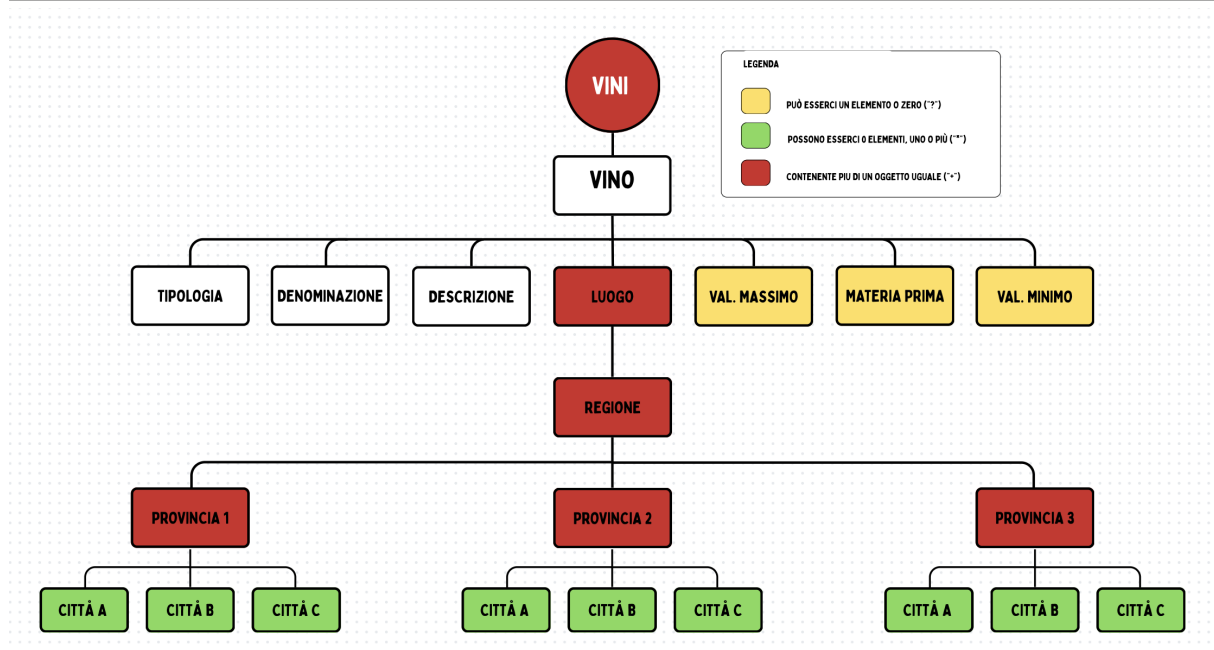 VINI
LEGENDA
PUÒ ESSERCI UN ELEMENTO O ZERO ("?")
POSSONO ESSERCI 0 ELEMENTI, UNO O PIÙ ("*")
CONTENENTE PIU DI UN OGGETTO UGUALE ("+")
VINO
TIPOLOGIA
DENOMINAZIONE
DESCRIZIONE
LUOGO
VAL. MASSIMO
MATERIA PRIMA
VAL. MINIMO
REGIONE
PROVINCIA 1
PROVINCIA 2
PROVINCIA 3
CITTÀ A
CITTÀ B
CITTÀ C
CITTÀ A
CITTÀ B
CITTÀ C
CITTÀ A
CITTÀ B
CITTÀ C